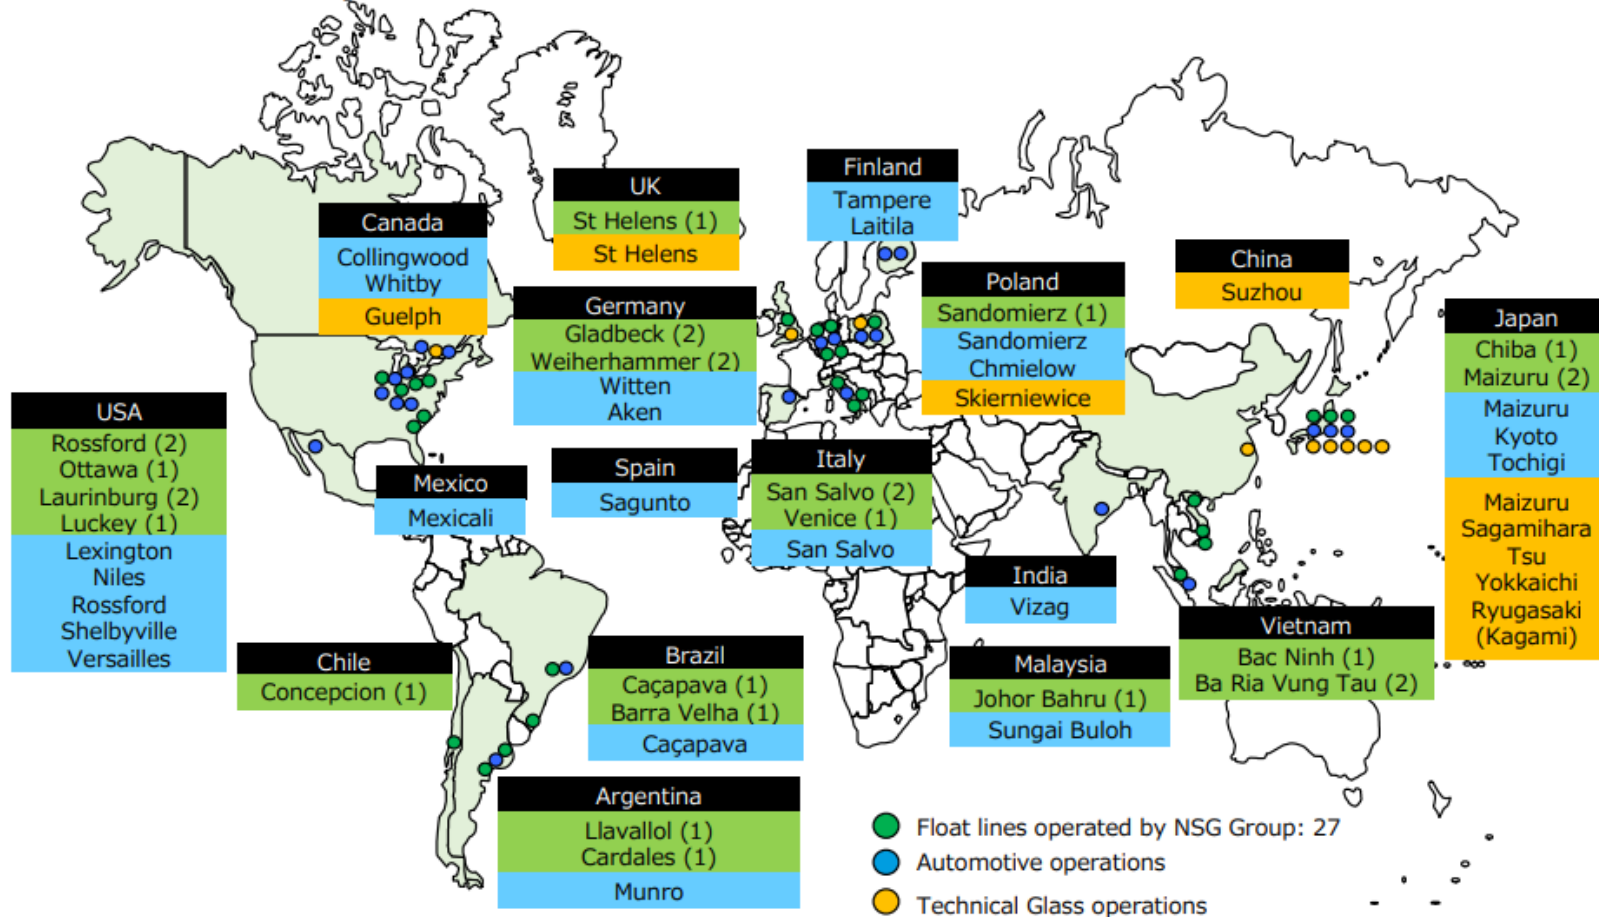 Canada
Collingwood
Whitby
Guelph
UK
St Helens (1)
St Helens
Finland
Tampere
Laitila
Germany
Gladbeck (2)
Weiherhammer (2)
Witten
Aken
Poland
Sandomierz (1)
Sandomierz
Chmielow
Skierniewice
China
Suzhou
Japan
Chiba (1)
Maizuru (2)
Maizuru
Kyoto
Tochigi
Maizuru
Sagamihara
Tsu
Yokkaichi
Ryugasaki
(Kagami)
USA
Rossford (2)
Ottawa (1)
Laurinburg (2)
Luckey (1)
Lexington
Niles
Rossford
Shelbyville
Versailles
Mexico
Mexicali
Spain
Sagunto
Italy
San Salvo (2)
Venice (1)
San Salvo
India
Vizag
Vietnam
Bac Ninh (1)
Ba Ria Vung Tau (2)
Chile
Concepcion (1)
Brazil
Caçapava (1)
Barra Velha (1)
Caçapava
Malaysia
Johor Bahru (1)
Sungai Buloh
Argentina
Llavallol (1)
Cardales (1)
Munro
Float lines operated by NSG Group: 27
Automotive operations
Technical Glass operations